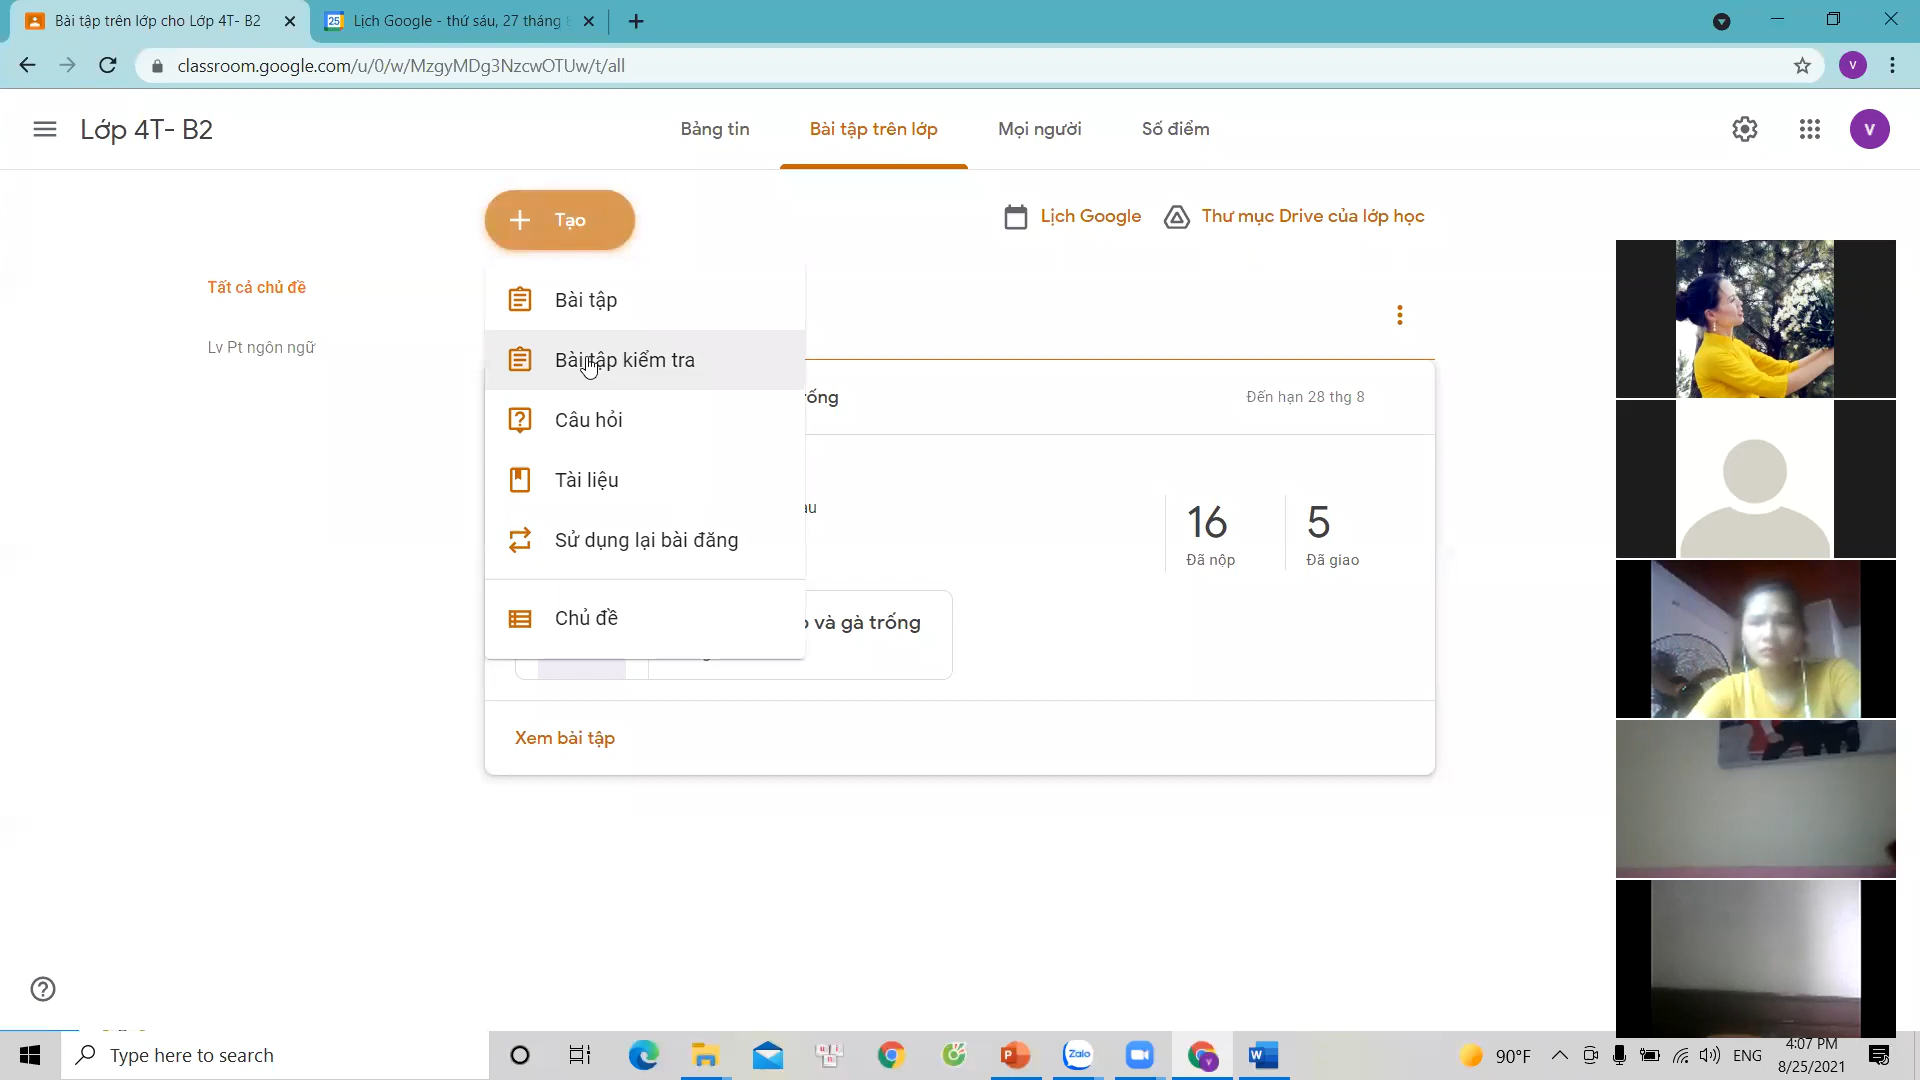 Bài tập trên lớp cho Lớp 4T- B2
Lịch Google - thứ sáu, 27 tháng
classroom.google.com/u/0/w/MzgyMDg3NzcwOTUw/t/all
V
Lớp 4T- B2
Bảng tin
Bài tập trên lớp
Mọi người
Số điểm
V
Tạo
Lịch Google
Thư mục Drive của lớp học
Tất cả chủ đề
Lv Pt ngôn ngữ
Bài tập
Bài tập kiểm tra
Câu hỏi
Tài liệu
Sử dụng lại bài đăng
Chủ đề
Đến hạn 28 thg 8
16
Đã nộp
5
Đã giao
và gà trống
Xem bài tập
Type here to search
Zalo
90°F
ENG
4:07 PM
8/25/2021